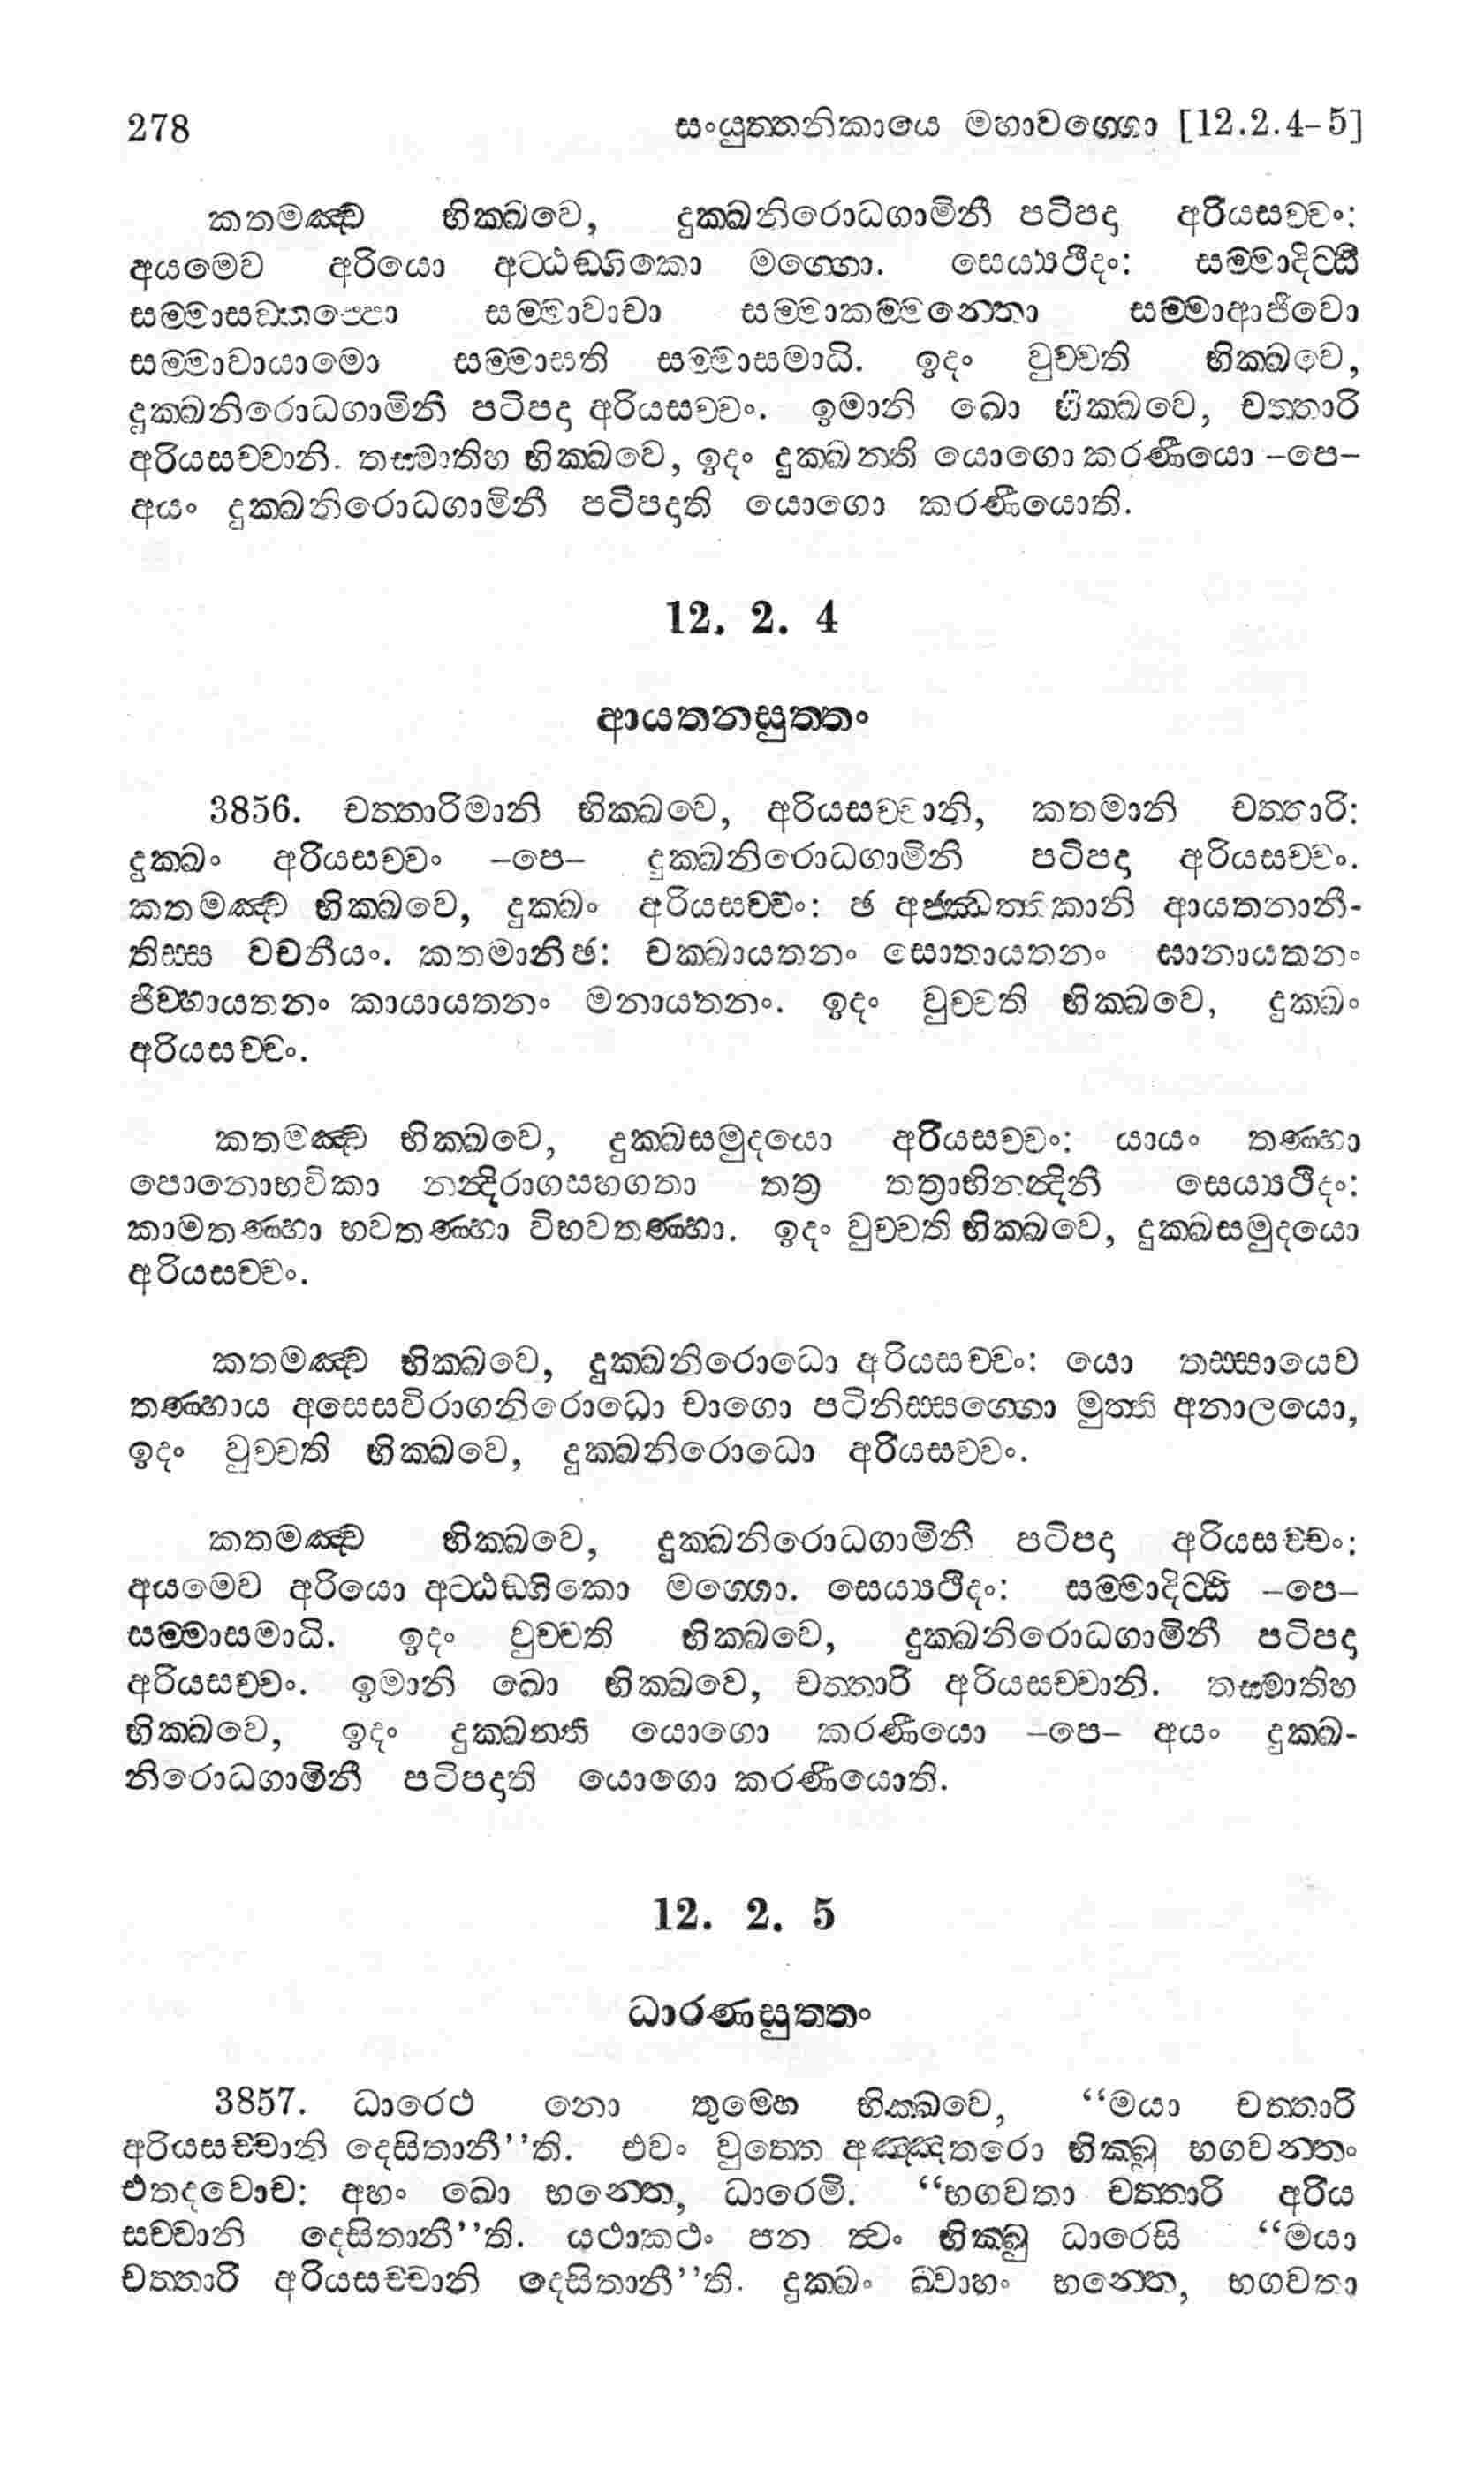 278 සංයුත්තනිකායෙ මහාවග්ගො [12.2.4-5]
කතමඤ්ච භික්ඛවෙ, දුක්ඛනිරොධගාමිනී පටිපදා අරියසච්චං:
අයමෙව අරියො අට්ඨඞ්ගිකො මග්ගො. සෙය්‍යථිදං: සම්මාදිට්ඨි
සම්මාසඞ්කප්පො සම්මාවාචා සම්මාකම්මන්තො සම්මාආජීවො
සම්මාවායාමො සම්මාසති සම්මාසමාධි. ඉදං වුච්චති භික්ඛවෙ,
දුක්ඛනිරොධගාමිනී පටිපදා අරියසච්චං. ඉමානි ඛො භික්ඛවෙ, චත්තාරි
අරියසච්චානි. තස්මාතිහ භික්ඛවෙ, ඉදං දුක්ඛන්ති යොගො කරණීයො -පෙ-
අයං දුක්ඛනිරොධගාමිනී පටිපදාති යොගො කරණීයොති.
12. 2. 4
ආයතනසුත්තං
3856. චත්තාරිමානි භික්ඛවෙ, අරියසච්චානි, කතමානි චත්තාරි:
දුක්ඛං අරියසච්චං -පෙ- දුක්ඛනිරොධගාමිනි පටිපදා අරියසච්චං.
කතමඤ්ච භික්ඛවෙ, දුක්ඛං අරියසච්චං: ඡ අජ්ඣත්තිකානි ආයතනානී-
තිස්ස වචනීයං. කතමානි ඡ: චක්ඛායතනං සොතායතනං ඝානායතනං
ජිව්හායතනං කායායතනං මනායතනං. ඉදං වුච්චති භික්ඛවෙ, දුක්ඛං
අරියසච්චං.
කතමඤ්ච භික්ඛවෙ, දුක්ඛසමුදයො අරියසච්චං: යායං තණ්හා
පොනොභවිකා නන්දිරාගසහගතා තත්‍ර තත්‍රාභිනන්දිනී සෙය්‍යථිදං:
කාමතණ්හා භවතණ්හා විභවතණ්හා. ඉදං වුච්චති භික්ඛවෙ, දුක්ඛසමුදයො
අරියසච්චං.
කතමඤ්ච භික්ඛවෙ, දුක්ඛනිරොධො අරියසච්චං: යො තස්සායෙව
තණ්හාය අසෙසවිරාගනිරොධො චාගො පටිනිස්සග්ගො මුත්ති අනාලයො,
ඉදං වුච්චති භික්ඛවෙ, දුක්ඛනිරොධො අරියසච්චං.
කතමඤ්ච භික්ඛවෙ, දුක්ඛනිරොධගාමිනී පටිපදා අරියසච්චං:
අයමෙව අරියො අට්ඨඞ්ගිකො මග්ගො. සෙය්‍යථිදං: සම්මාදිට්ඨි -පෙ-
සම්මාසමාධි. ඉදං වුච්චති භික්ඛවෙ, දුක්ඛනිරොධගාමිනී පටිපදා
අරියසච්චං. ඉමානි ඛො භික්ඛවෙ, චත්තාරි අරියසච්චානි. තස්මාතිහ
භික්ඛවෙ, ඉදං දුක්ඛන්ති යොගො කරණීයො -පෙ- අයං දුක්ඛ-
නිරොධගාමිනී පටිපදාති යොගො කරණීයොති.
12. 2. 5
ධාරණසුත්තං
3857. ධාරෙථ නො තුම්හෙ භික්ඛවෙ, “මයා චත්තාරි
අරියසච්චානි දෙසිතානී”ති. එවං වුත්තෙ අඤ්ඤතරො භික්ඛු භගවන්තං
එතදවොච: අහං ඛො භන්තෙ, ධාරෙමි. “භගවතා චත්තාරි අරිය
සච්චානි දෙසිතානී”ති. යථාකථං පන ත්වං භික්ඛු ධාරෙසි “මයා
චත්තාරි අරියසච්චානි දෙසිතානී”ති. දුක්ඛං ඛ්වාහං භන්තෙ, භගවතා